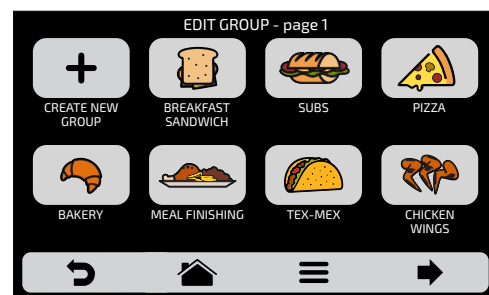 EDIT GROUP - page 1
CREATE NEW
GROUP
BREAKFAST
SANDWICH
SUBS
PIZZA
BAKERY
MEAL FINISHING
TEX-MEX
CHICKEN
WINGS